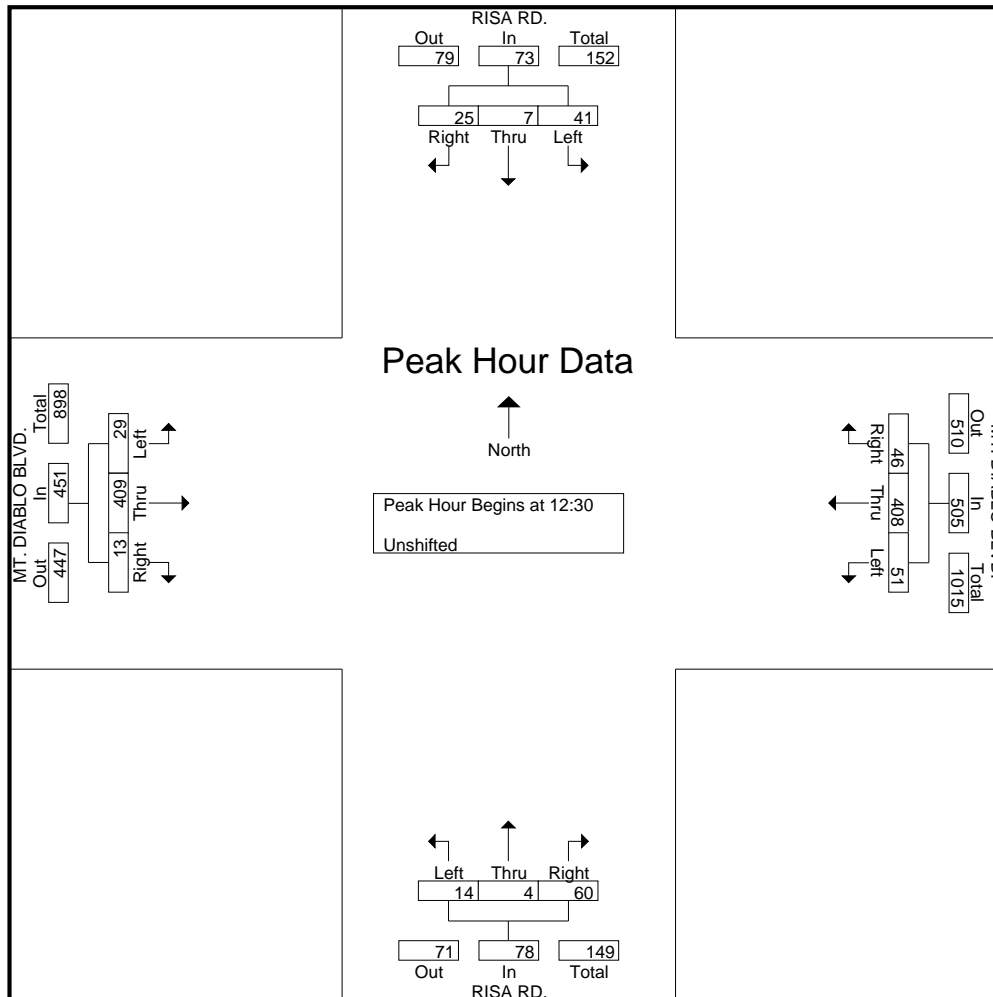 RISA RD.
Out In Total
79 73 152
25 7 41
Right Thru Left
Peak Hour Data
North
Peak Hour Begins at 12:30
Unshifted
MT. DIABLO BLVD.
Total In Out
898 451 447
29 409 13
Left Thru Right
Right Thru Left
46 408 51
510 505 1015
Out In Total
Left Thru Right
14 4 60
71 78 149
Out In Total
RISA RD.